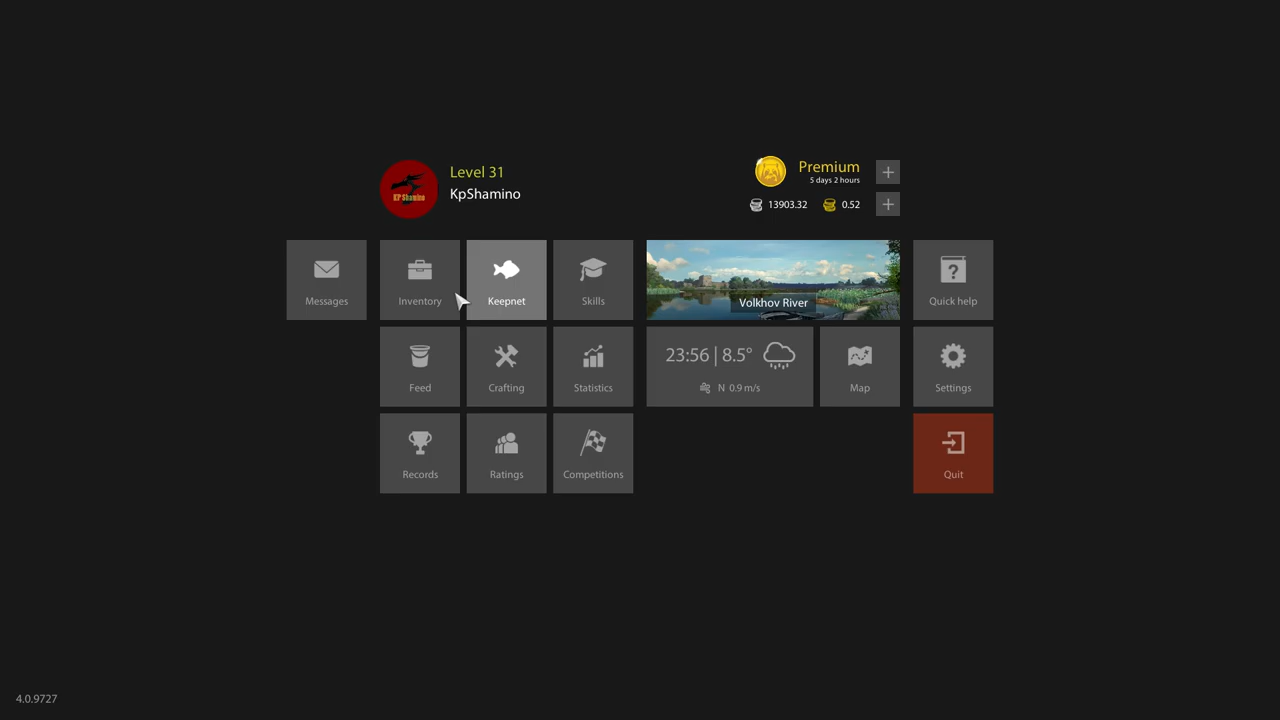 Level 31
KpShamino
KP Shamino
Premium
5 days 2 hours
13903.32
0.52
Messages
Inventory
Keepnet
Skills
Volkhov River
Quick help
Feed
Crafting
Statistics
23:56 | 8.5°
N 0.9 m/s
Map
Settings
Records
Ratings
Competitions
Quit
4.0.9727